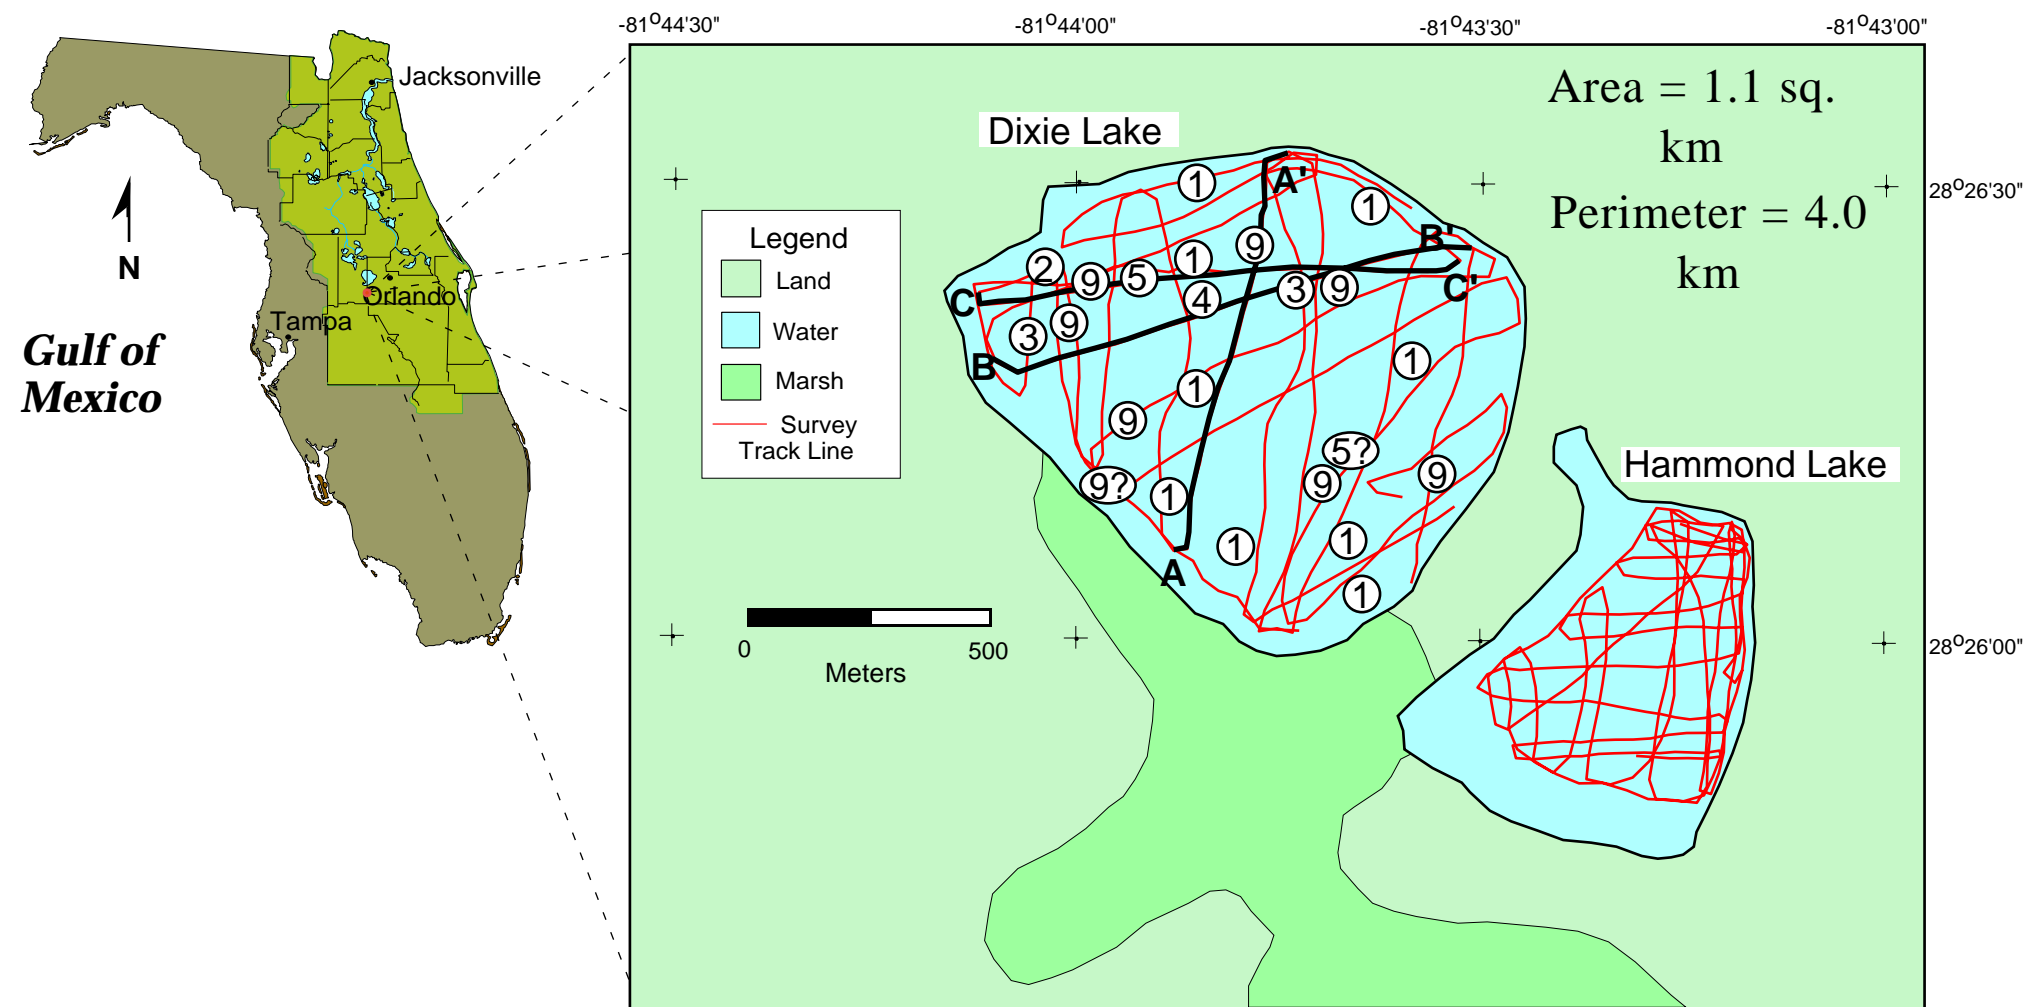 -81°44'30"
-81°44'00"
-81°43'30"
-81°43'00"
Jacksonville
Orlando
Tampa
N
Gulf of
Mexico
Area = 1.1 sq.
km
Perimeter = 4.0
km
Dixie Lake
28°26'30"
Legend
Land
Water
Marsh
Survey
Track Line
1
A'
1
B'
9
2
9
5
1
C'
C'
4
3
9
3
9
B
1
1
9
5?
9?
1
9
9
Hammond Lake
1
1
A
1
0
500
Meters
28°26'00"